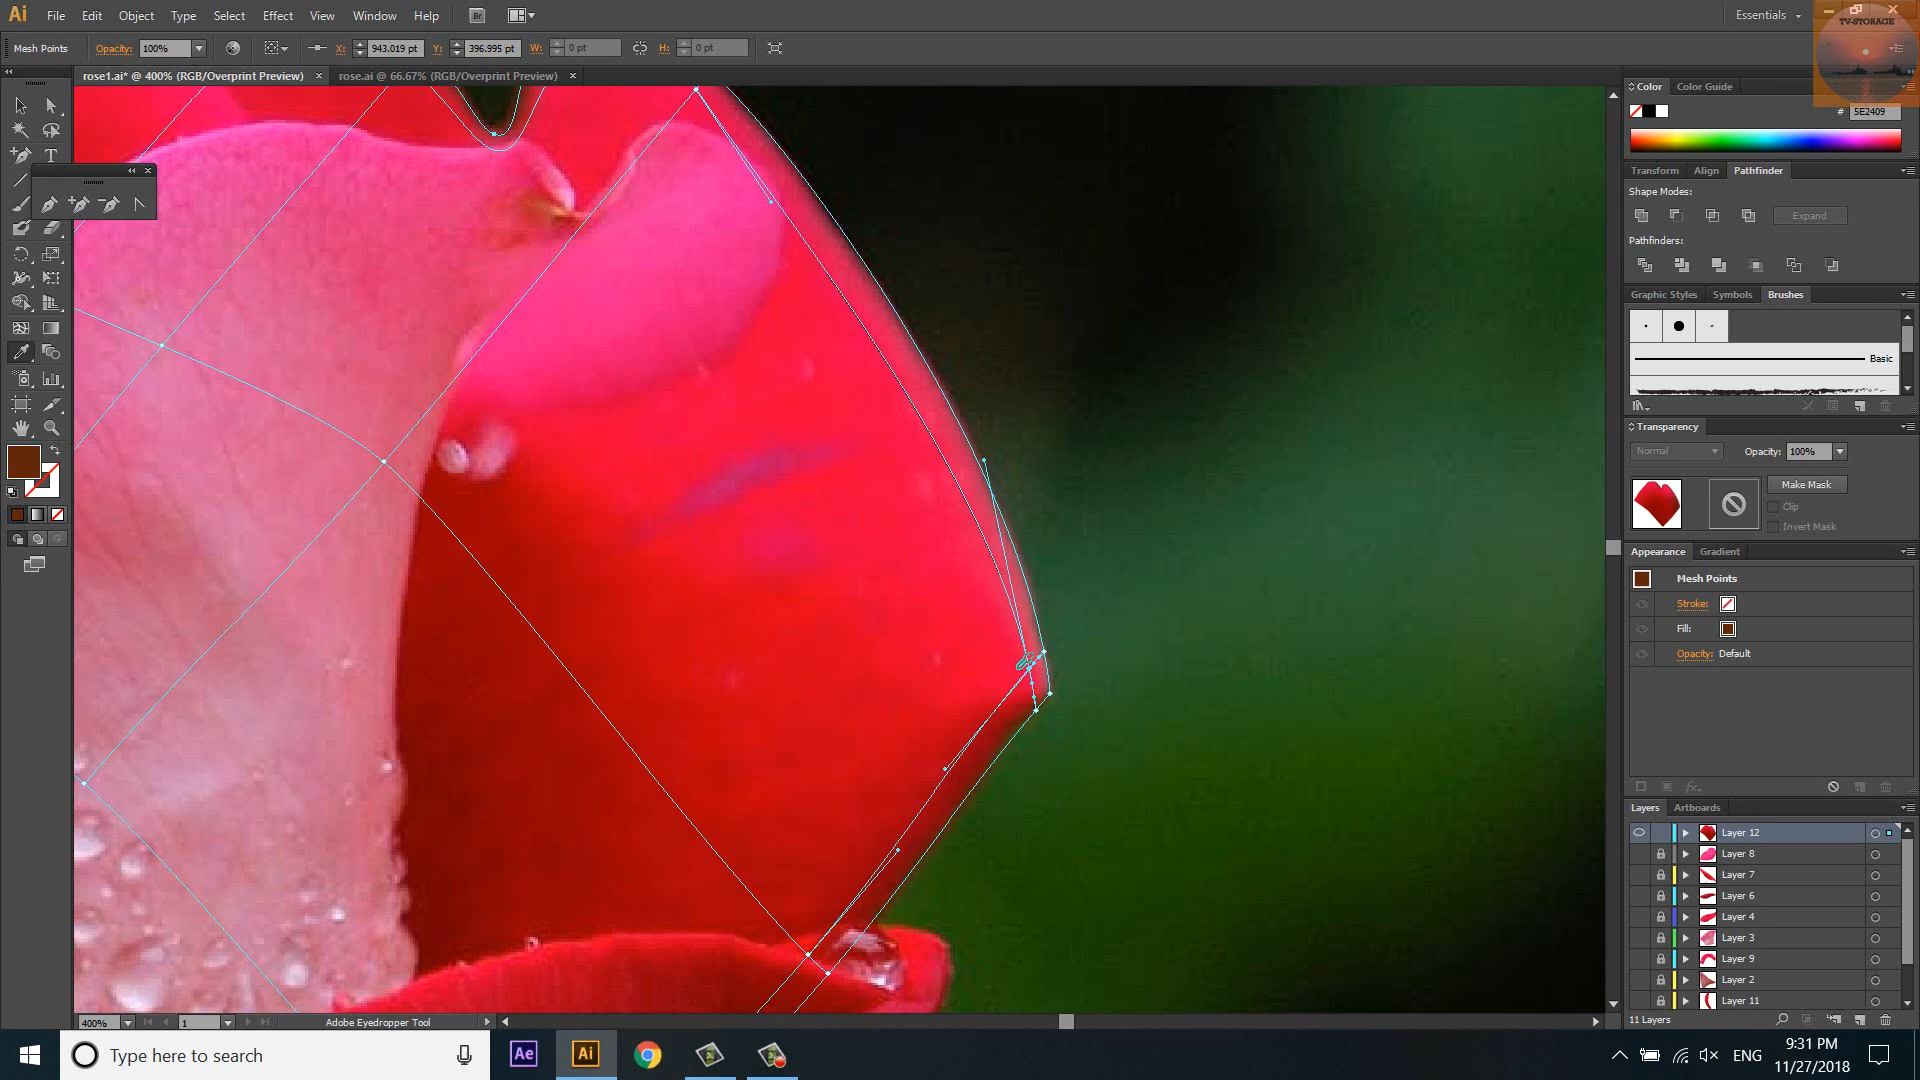 Ai File Edit Object Type Select Effect View Window Help Br Essentials
TV-STORAGE
Mesh Points Opacity: 100% X: 943.019 pt Y: 396.995 pt W: 0 pt H: 0 pt
rose1.ai* @ 400% (RGB/Overprint Preview) × rose.ai @ 66.67% (RGB/Overprint Preview) ×
Color Color Guide
# 5E2409
T
Transform Align Pathfinder
Shape Modes:
Expand
Pathfinders:
Graphic Styles Symbols Brushes
Basic
Transparency
Normal Opacity: 100%
Make Mask
Clip
Invert Mask
Appearance Gradient
Mesh Points
Stroke:
Fill:
Opacity: Default
fx
Layers Artboards
Layer 12
Layer 8
Layer 7
Layer 6
Layer 4
Layer 3
Layer 9
Layer 2
Layer 11
11 Layers
400% 1 Adobe Eyedropper Tool
Type here to search Ae Ai ENG 9:31 PM
11/27/2018